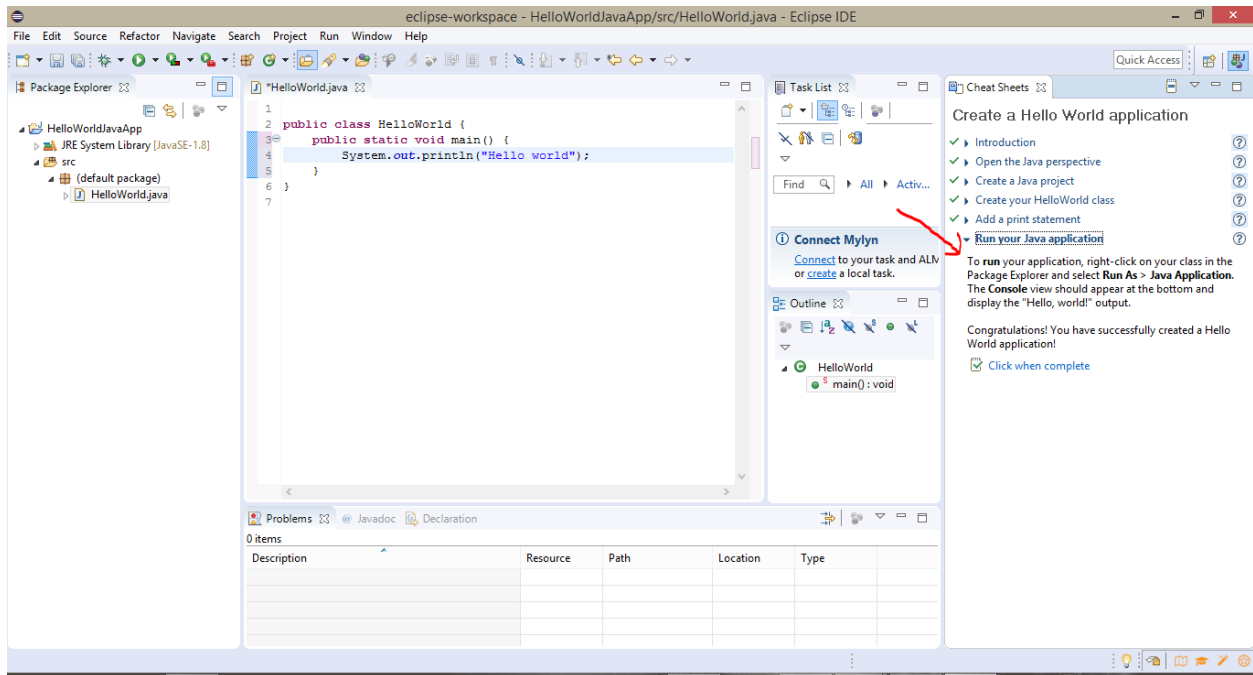 eclipse-workspace - HelloWorldJavaApp/src/HelloWorld.java - Eclipse IDE
File Edit Source Refactor Navigate Search Project Run Window Help
Quick Access
Package Explorer
HelloWorldJavaApp
JRE System Library [JavaSE-1.8]
src
(default package)
HelloWorld.java
*HelloWorld.java
1
2 public class HelloWorld {
3 public static void main() {
4 System.out.println("Hello world");
5 }
6 }
7
Task List
Find All Activ...
Connect Mylyn
Connect to your task and ALM
or create a local task.
Outline
HelloWorld
main() : void
Cheat Sheets
Create a Hello World application
Introduction
Open the Java perspective
Create a Java project
Create your HelloWorld class
Add a print statement
Run your Java application
To run your application, right-click on your class in the
Package Explorer and select Run As > Java Application.
The Console view should appear at the bottom and
display the "Hello, world!" output.
Congratulations! You have successfully created a Hello
World application!
Click when complete
Problems Javadoc Declaration
0 items
Description Resource Path Location Type